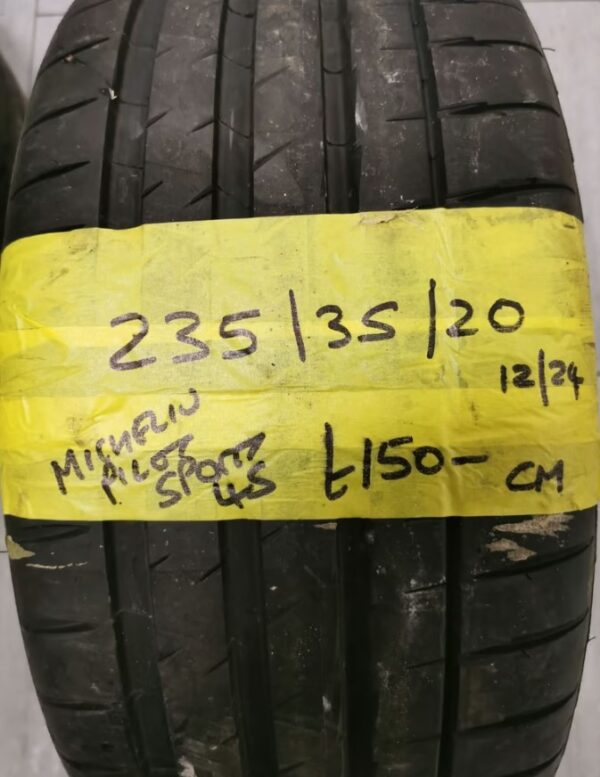 235/35/20
12/24
MICHELIN
PILOT
SPORT
4S
£150-
CM